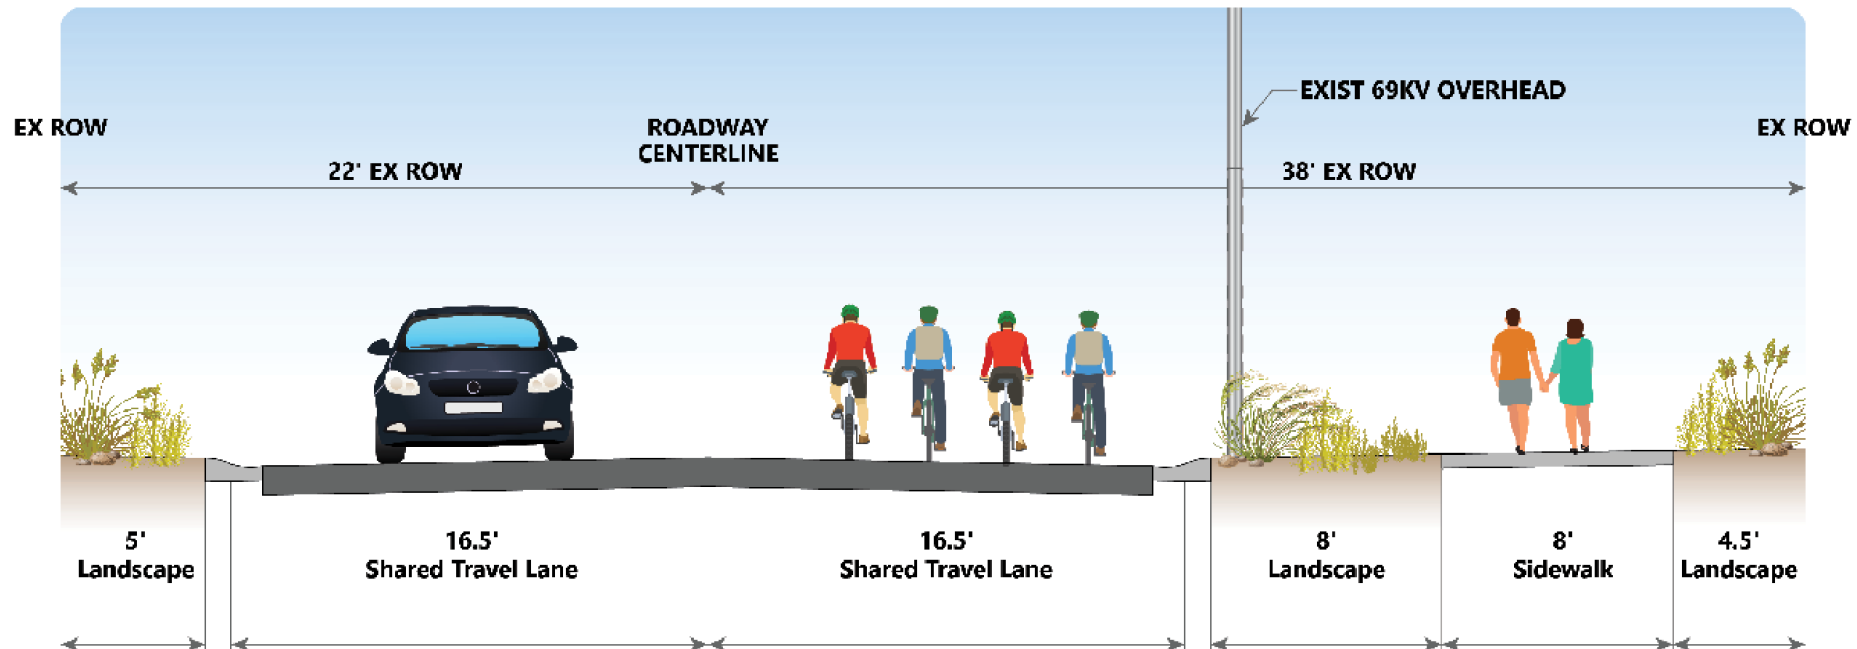 EXIST 69KV OVERHEAD
EX ROW
ROADWAY
CENTERLINE
EX ROW
22' EX ROW
38' EX ROW
5'
Landscape
16.5'
Shared Travel Lane
16.5'
Shared Travel Lane
8'
Landscape
8'
Sidewalk
4.5'
Landscape